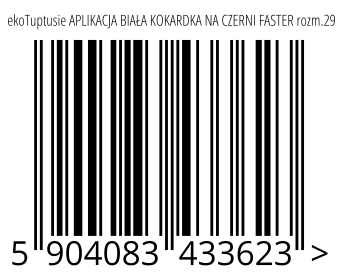 ekoTuptusie APLIKACJA BIAŁA KOKARDKA NA CZERNI FASTER rozm.29
5 904083 433623 >